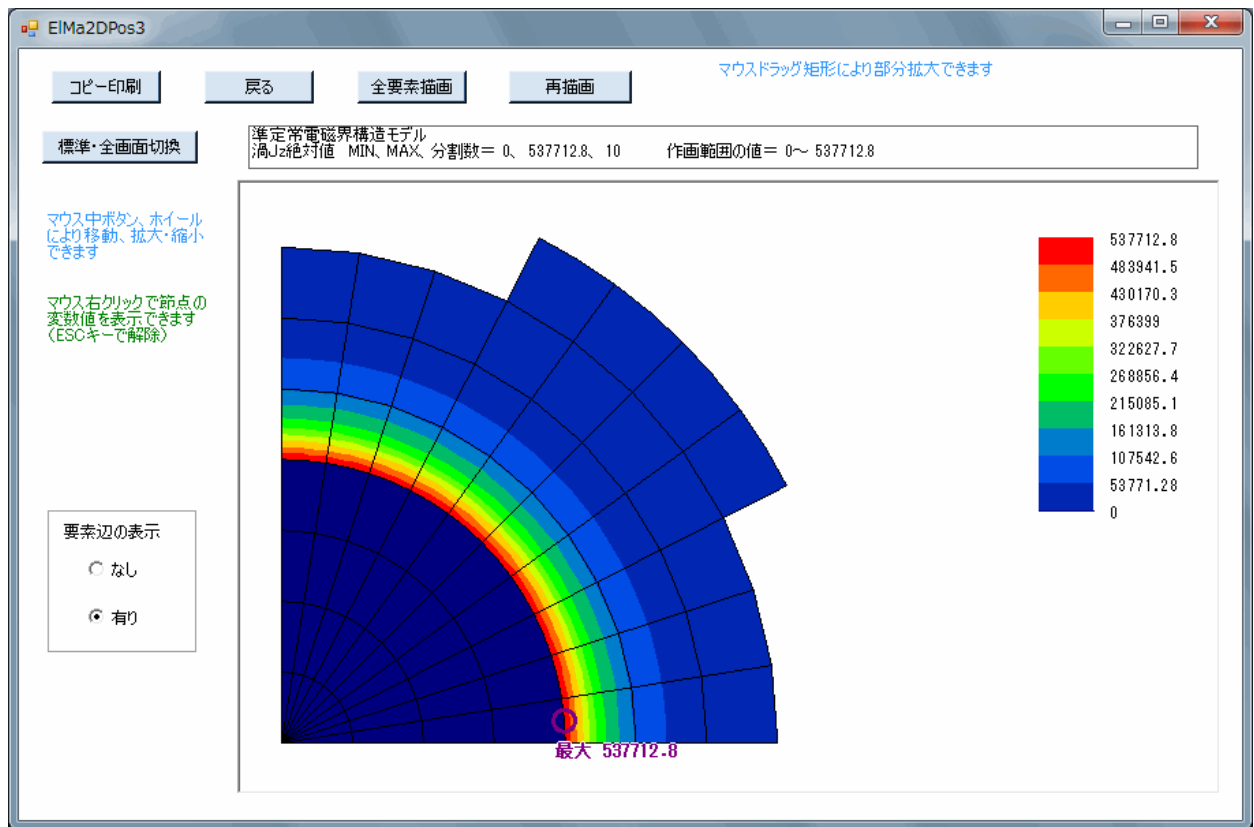 ElMa2DPos3
コピー印刷
戻る
全要素描画
再描画
マウスドラッグ矩形により部分拡大できます
標準・全画面切換
準定常電磁界構造モデル
渦Jz絶対値 MIN、MAX、分割数＝ 0、 537712.8、 10 作画範囲の値＝ 0～ 537712.8
マウス中ボタン、ホイール
により移動、拡大・縮小
できます
マウス右クリックで節点の
変数値を表示できます
(ESCキーで解除)
要素辺の表示
なし
有り
537712.8
483941.5
430170.3
376399
322627.7
268856.4
215085.1
161313.8
107542.6
53771.28
0
最大 537712.8